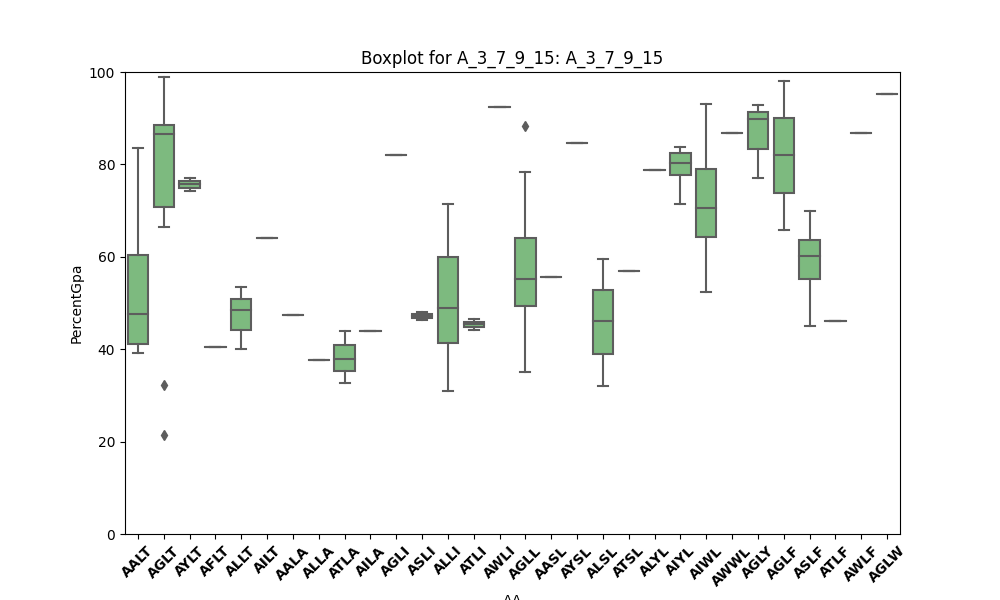 Boxplot for A_3_7_9_15: A_3_7_9_15
100
80
60
40
20
0
PercentGpa
AALT AGLT AYLT AFLT ALLT AILT AALA ALLA ATLA AILA AGLI ASLI ALLI ATLI AWLI AGLL AASL AYSL ALSL ATSL ALYL AIYL AIWL AWWL AGLY AGLF ASLF ATLF AWLF AGLW
AA